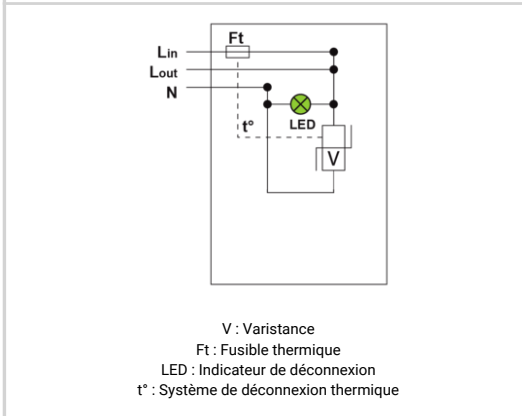 Ft
Lin
Lout
N
t°
LED
V
V : Varistance
Ft : Fusible thermique
LED : Indicateur de déconnexion
t° : Système de déconnexion thermique